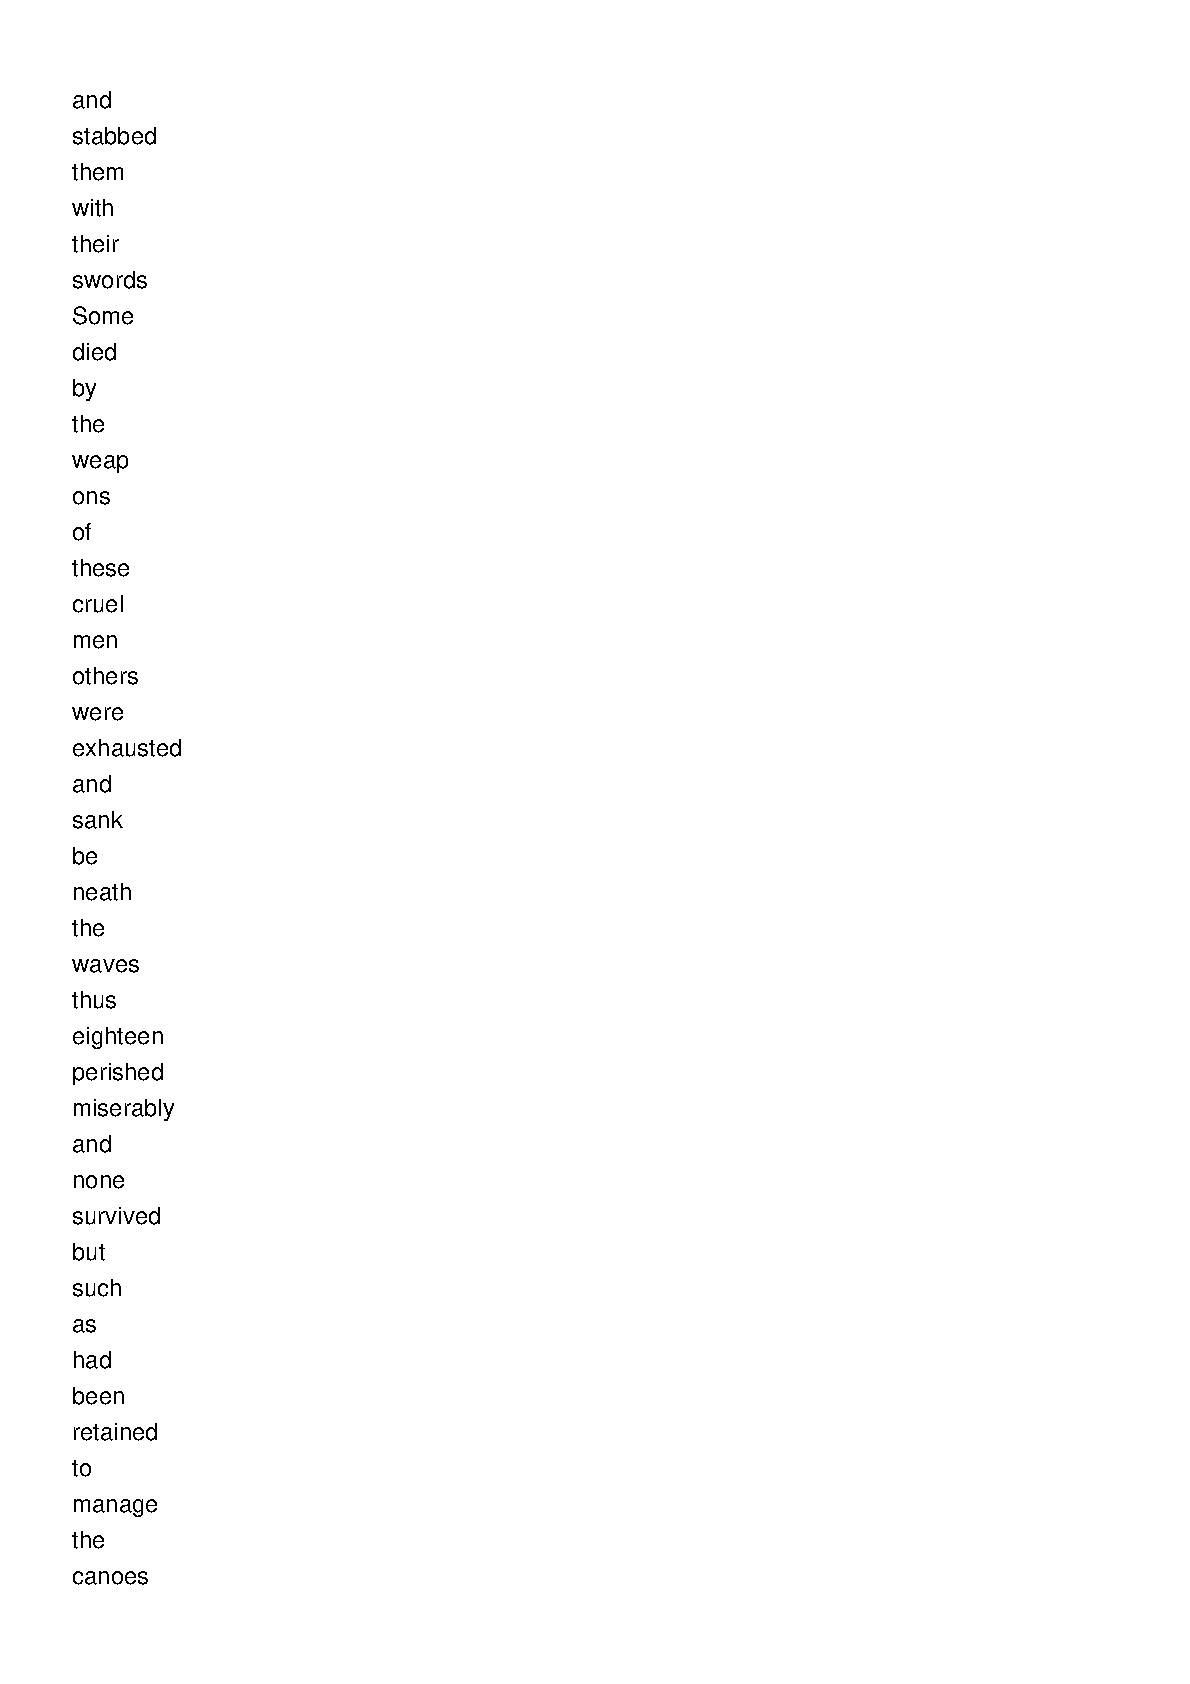 and
stabbed
them
with
their
swords
Some
died
by
the
weap
ons
of
these
cruel
men
others
were
exhausted
and
sank
be
neath
the
waves
thus
eighteen
perished
miserably
and
none
survived
but
such
as
had
been
retained
to
manage
the
canoes